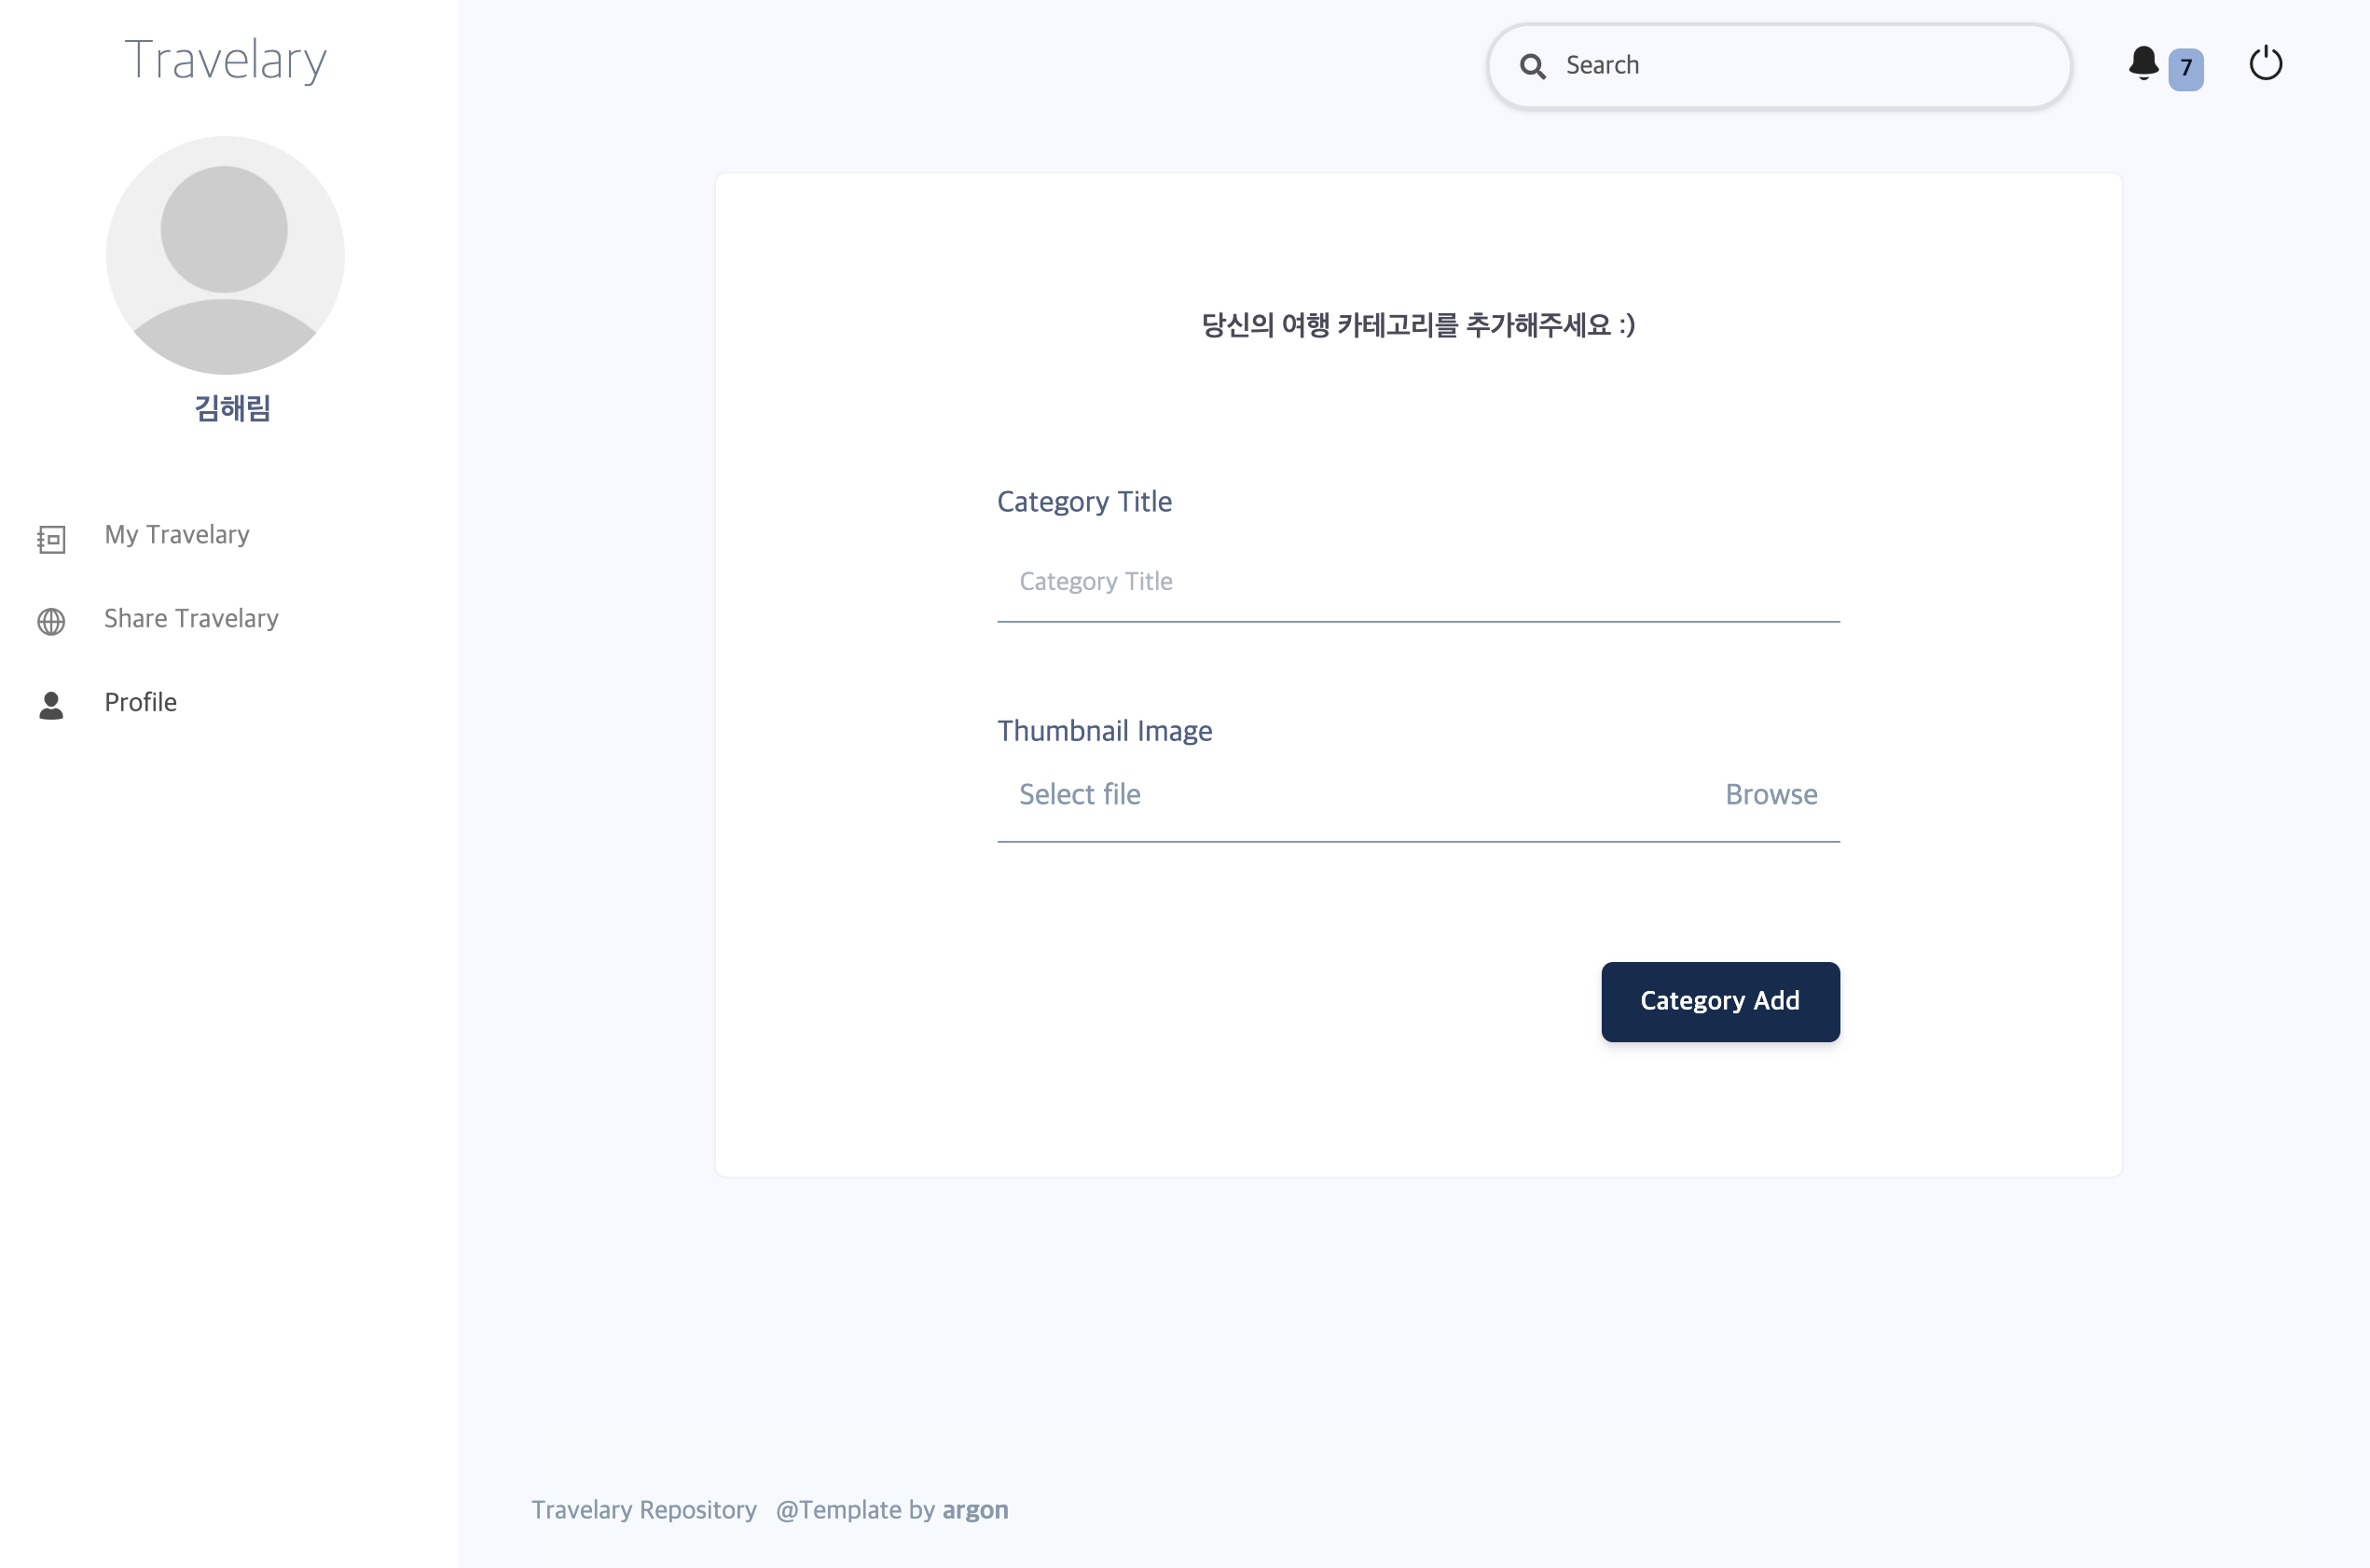 Travelary
Search
7
김해림
My Travelary
Share Travelary
Profile
당신의 여행 카테고리를 추가해주세요 :)
Category Title
Category Title
Thumbnail Image
Select file Browse
Category Add
Travelary Repository @Template by argon